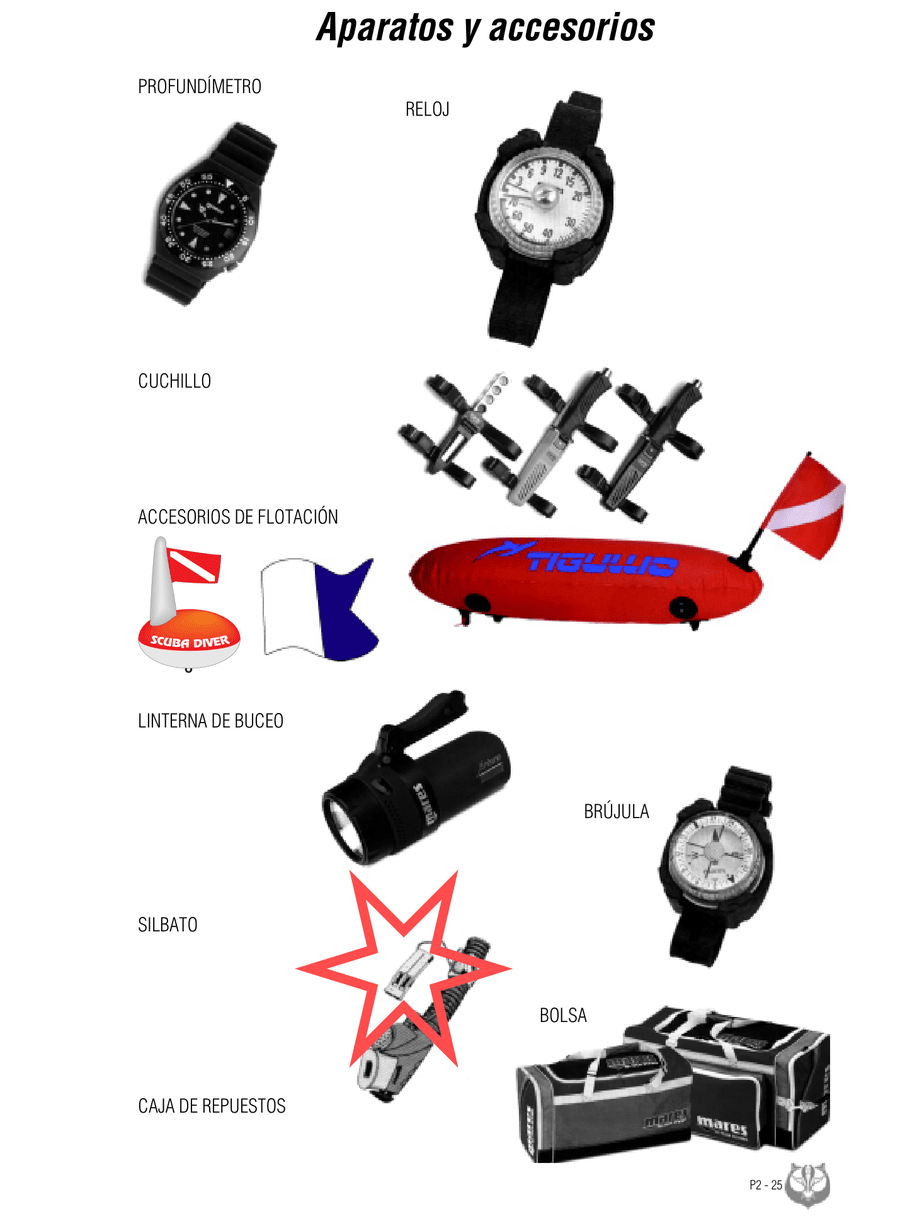 Aparatos y accesorios
PROFUNDÍMETRO
RELOJ
CUCHILLO
ACCESORIOS DE FLOTACIÓN
TIGULLIO
SCUBA DIVER
LINTERNA DE BUCEO
mares
BRÚJULA
SILBATO
BOLSA
mares
mares
mares
CAJA DE REPUESTOS
P2 - 25